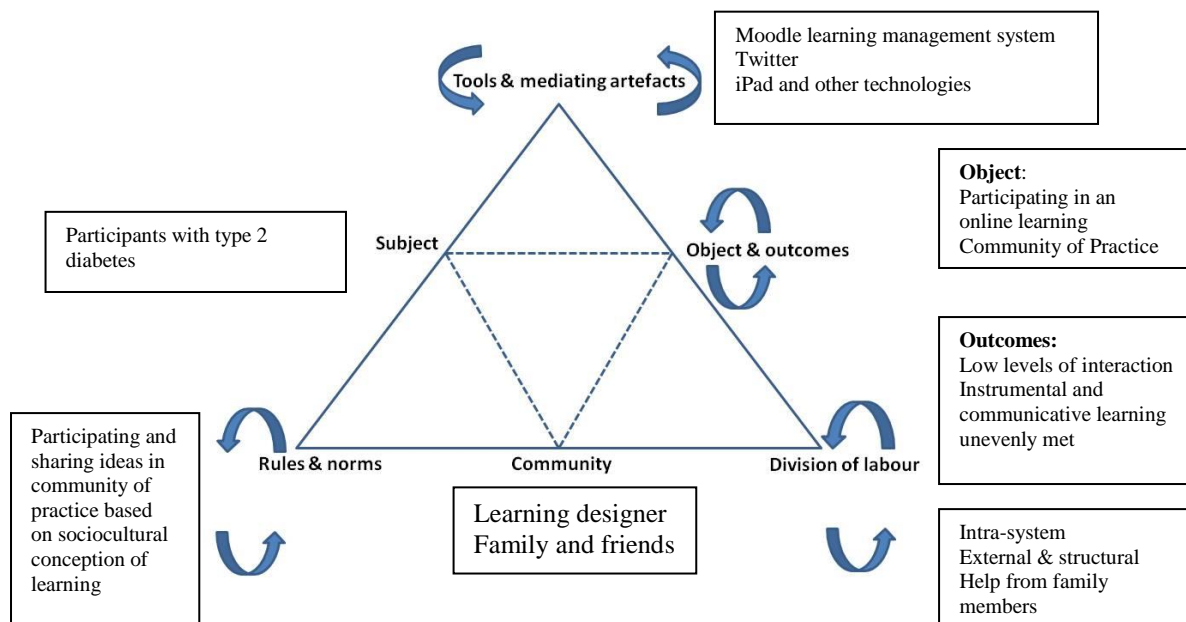 Moodle learning management system
Twitter
iPad and other technologies
Tools & mediating artefacts
Object:
Participating in an
online learning
Community of Practice
Participants with type 2
diabetes
Subject
Object & outcomes
Outcomes:
Low levels of interaction
Instrumental and
communicative learning
unevenly met
Participating and
sharing ideas in
community of
practice based
on sociocultural
conception of
learning
Rules & norms
Community
Division of labour
Learning designer
Family and friends
Intra-system
External & structural
Help from family
members